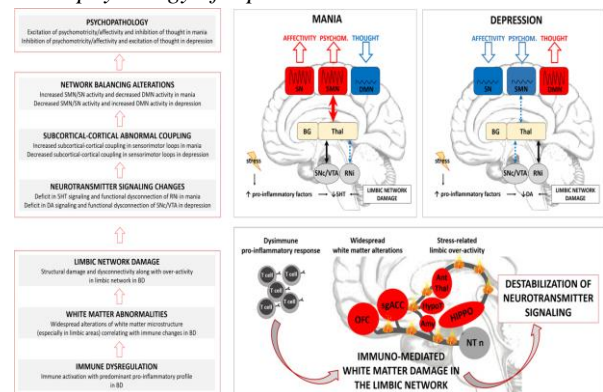 PSYCHOPATHOLOGY
Excitation of psychomotricity/affectivity and inhibition of thought in mania
Inhibition of psychomotricity/affectivity and excitation of thought in depression
NETWORK BALANCING ALTERATIONS
Increased SMN/SN activity and decreased DMN activity in mania
Decreased SMN/SN activity and increased DMN activity in depression
SUBCORTICAL-CORTICAL ABNORMAL COUPLING
Increased subcortical-cortical coupling in sensorimotor loops in mania
Decreased subcortical-cortical coupling in sensorimotor loops in depression
NEUROTRANSMITTER SIGNALING CHANGES
Deficit in 5HT signaling and functional dysconnection of RNi in mania
Deficit in DA signaling and functional dysconnection of SNc/VTA in depression
LIMBIC NETWORK DAMAGE
Structural damage and dysconnectivity along with over-activity
in limbic network in BD
WHITE MATTER ABNORMALITIES
Widespread alterations of white matter microstructure
(especially in limbic areas) correlating with immune changes in BD
IMMUNE DYSREGULATION
Immune activation with predominant pro-inflammatory profile
in BD
MANIA
AFFECTIVITY PSYCHOM. THOUGHT
SN SMN DMN
BG Thal
stress
SNc/VTA RNi
↑ pro-inflammatory factors → ↓5HT
LIMBIC NETWORK
DAMAGE
DEPRESSION
AFFECTIVITY PSYCHOM. THOUGHT
SN SMN DMN
BG Thal
stress
SNc/VTA RNi
↑ pro-inflammatory factors → ↓DA
LIMBIC NETWORK
DAMAGE
Dysimmune
pro-inflammatory response
Widespread
white matter alterations
Stress-related
limbic over-activity
T cell T cell
T cell
T cell T cell
OFC
sgACC
Ant
Thal
Hypo
Amy
HIPPO
NT n
IMMUNO-MEDIATED
WHITE MATTER DAMAGE IN
THE LIMBIC NETWORK
DESTABILIZATION OF
NEUROTRANSMITTER
SIGNALING